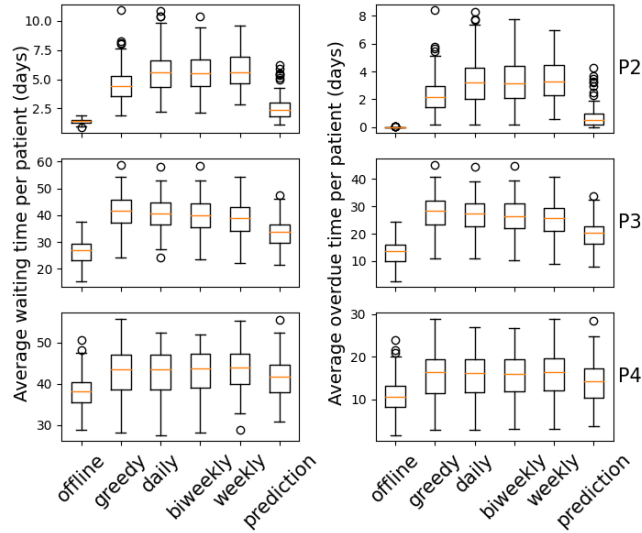 Average waiting time per patient (days)
10.0
7.5
5.0
2.5
60
50
40
30
20
50
40
30
offline
greedy
daily
biweekly
weekly
prediction
Average overdue time per patient (days)
8
6
4
2
0
P2
40
30
20
10
P3
30
20
10
P4
offline
greedy
daily
biweekly
weekly
prediction